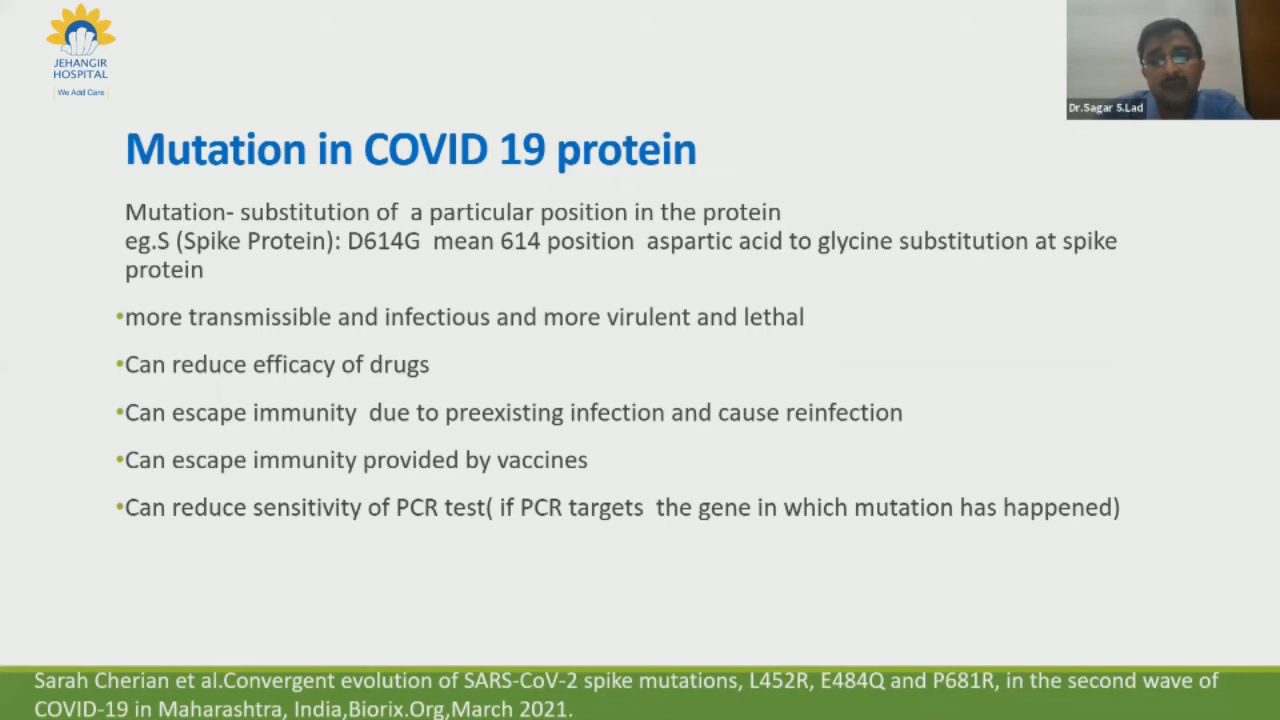 JEHANGIR
HOSPITAL
We Add Care
Dr.Sagar S.Lad
Mutation in COVID 19 protein
Mutation- substitution of a particular position in the protein
eg.S (Spike Protein): D614G mean 614 position aspartic acid to glycine substitution at spike
protein
•more transmissible and infectious and more virulent and lethal
•Can reduce efficacy of drugs
•Can escape immunity due to preexisting infection and cause reinfection
•Can escape immunity provided by vaccines
•Can reduce sensitivity of PCR test( if PCR targets the gene in which mutation has happened)
Sarah Cherian et al.Convergent evolution of SARS-CoV-2 spike mutations, L452R, E484Q and P681R, in the second wave of
COVID-19 in Maharashtra, India,Biorix.Org,March 2021.